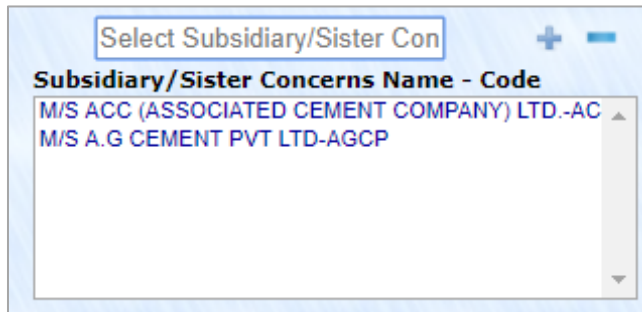 Select Subsidiary/Sister Con
Subsidiary/Sister Concerns Name - Code
M/S ACC (ASSOCIATED CEMENT COMPANY) LTD.-AC
M/S A.G CEMENT PVT LTD-AGCP